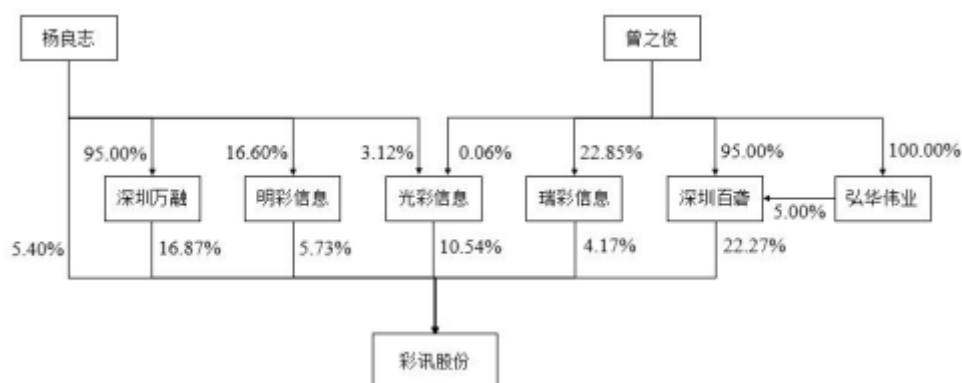 杨良志
曾之俊
95.00%
16.60%
3.12%
0.06%
22.85%
95.00%
100.00%
深圳万融
明彩信息
光彩信息
瑞彩信息
深圳百砻
弘华伟业
5.00%
5.40%
16.87%
5.73%
10.54%
4.17%
22.27%
彩讯股份